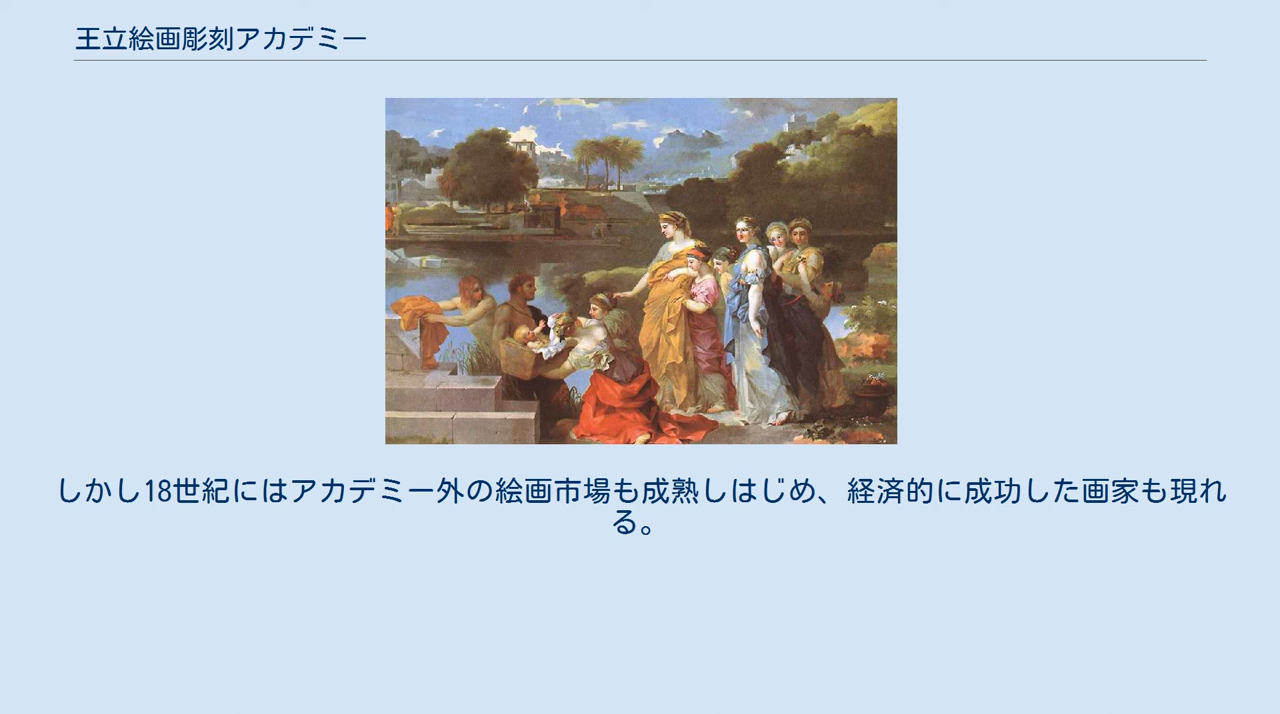 王立絵画彫刻アカデミー
しかし18世紀にはアカデミー外の絵画市場も成熟しはじめ、経済的に成功した画家も現れ
る。